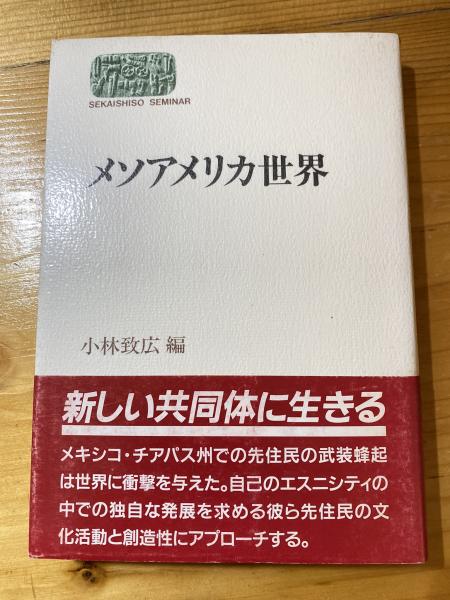 SEKAISHISO SEMINAR
メソアメリカ世界
小林致広 編
新しい共同体に生きる
メキシコ・チアパス州での先住民の武装蜂起
は世界に衝撃を与えた。自己のエスニシティの
中での独自な発展を求める彼ら先住民の文
化活動と創造性にアプローチする。